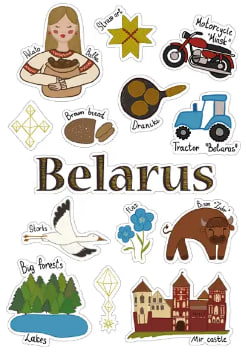 Straw art
Motorcycle
"Minsk"
Potato
Brown bread
Draniki
Tractor "Belarus"
Belarus
Storks
Flax
Bison "Zubr"
Big forests
Lakes
Mir castle